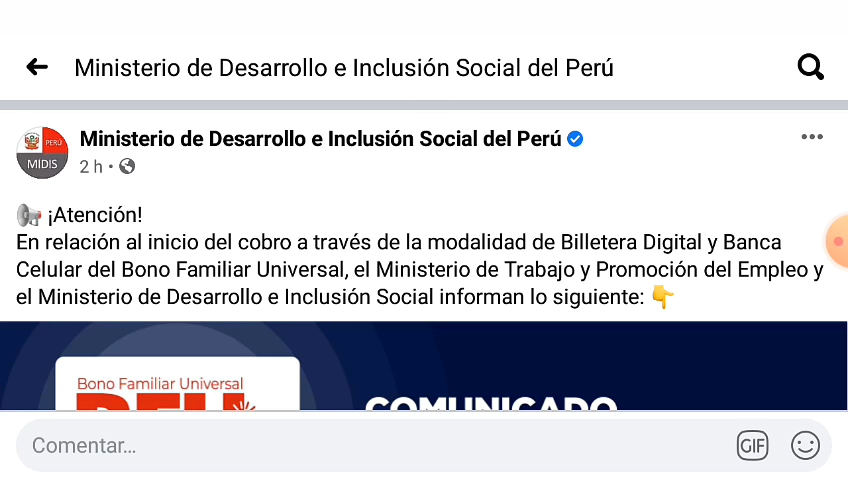 Ministerio de Desarrollo e Inclusión Social del Perú
Ministerio de Desarrollo e Inclusión Social del Perú
PERÚ
MIDIS
2 h
¡Atención!
En relación al inicio del cobro a través de la modalidad de Billetera Digital y Banca
Celular del Bono Familiar Universal, el Ministerio de Trabajo y Promoción del Empleo y
el Ministerio de Desarrollo e Inclusión Social informan lo siguiente:
Bono Familiar Universal
BFU
COMUNICADO
Comentar...
GIF